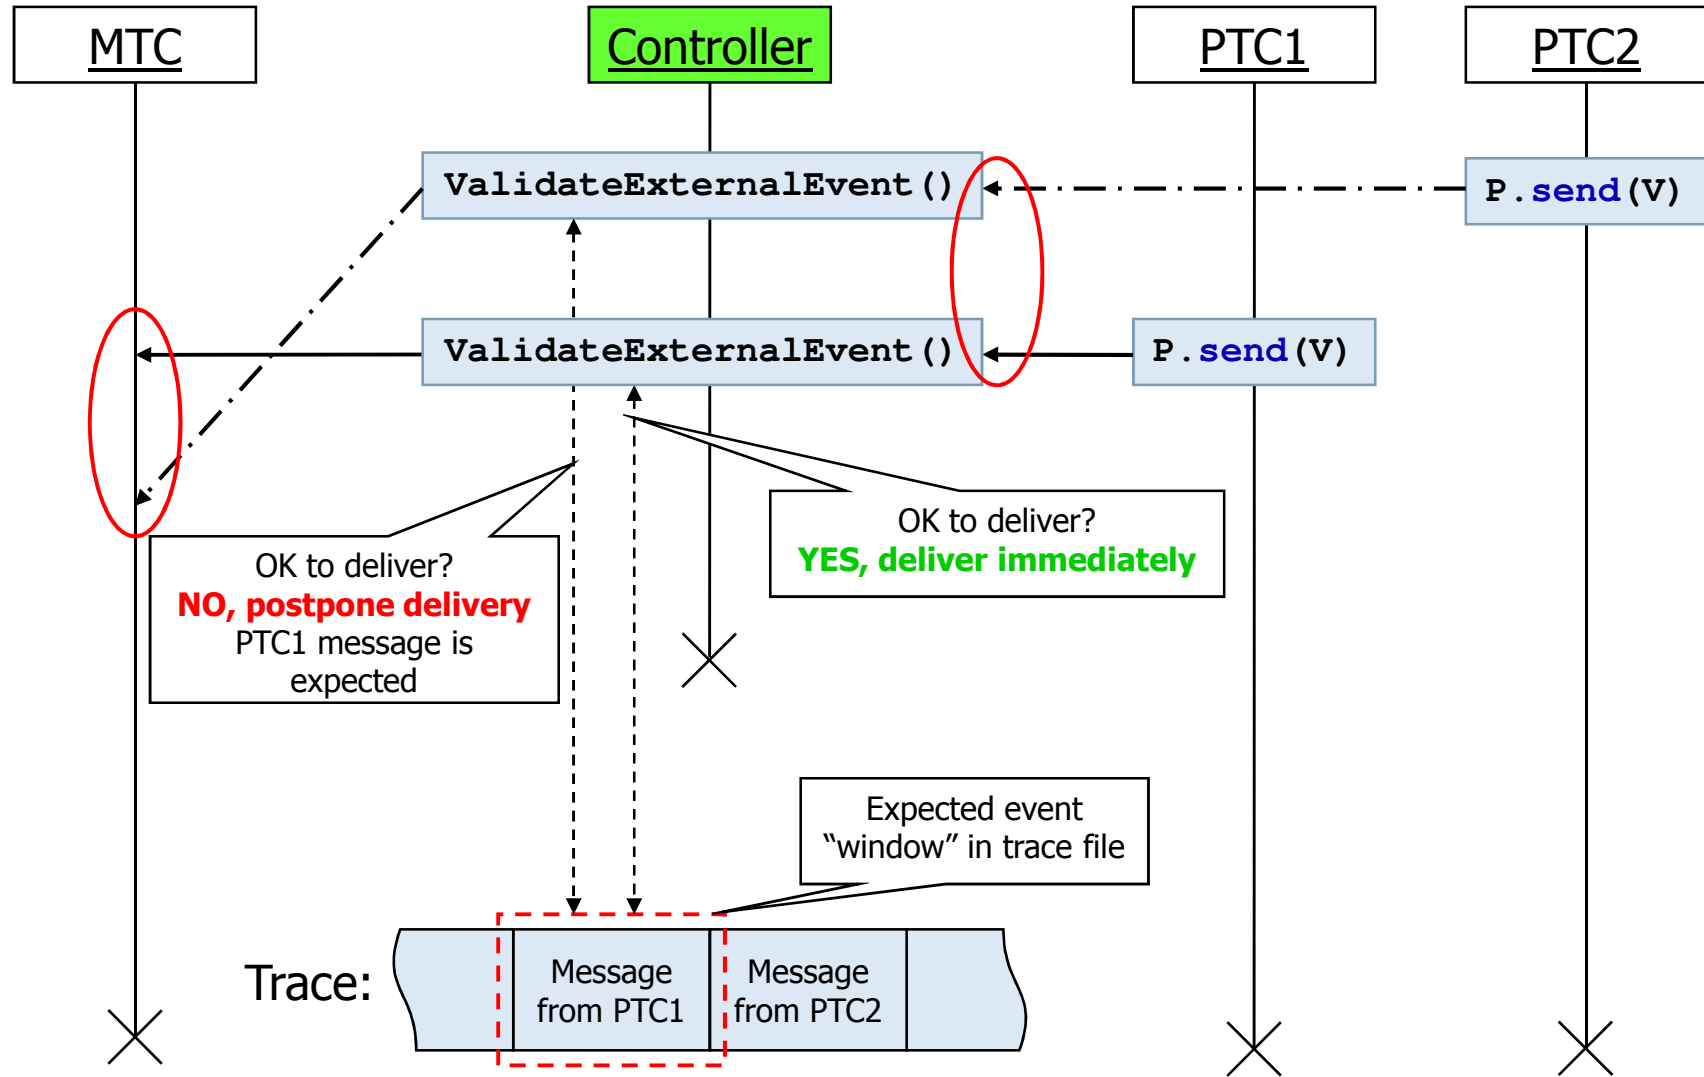 MTC
Controller
PTC1
PTC2
ValidateExternalEvent()
P.send(V)
ValidateExternalEvent()
P.send(V)
OK to deliver?
YES, deliver immediately
OK to deliver?
NO, postpone delivery
PTC1 message is
expected
Expected event
“window” in trace file
Trace:
Message
from PTC1
Message
from PTC2